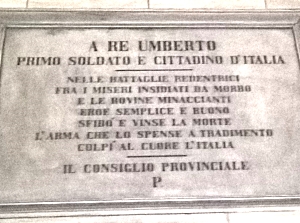 A RE UMBERTO
PRIMO SOLDATO E CITTADINO D'ITALIA
NELLE BATTAGLIE REDENTRICI
FRA I MISERI INSIDIATI DA MORBO
E LE ROVINE MINACCIANTI
EROE SEMPLICE E BUONO
SFIDÒ E VINSE LA MORTE
L'ARMA CHE LO SPENSE A TRADIMENTO
COLPÌ AL CUORE L'ITALIA
IL CONSIGLIO PROVINCIALE
P